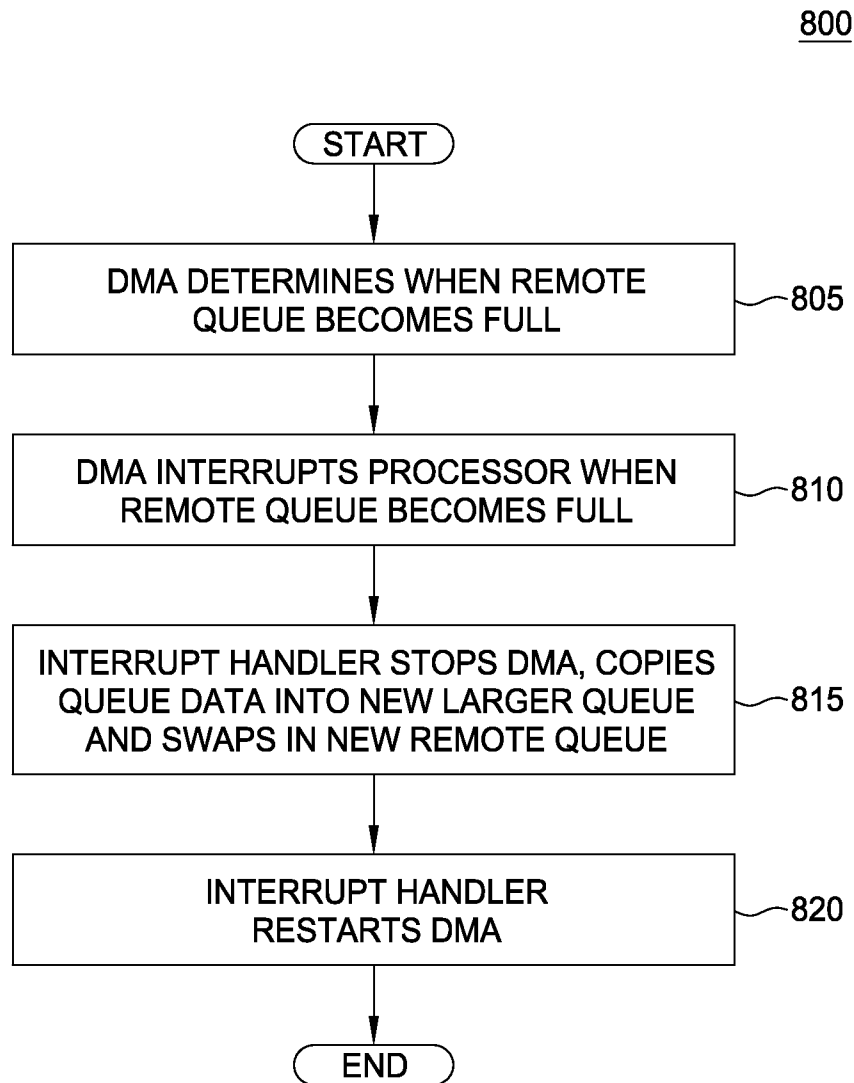 800
START
DMA DETERMINES WHEN REMOTE
QUEUE BECOMES FULL
805
DMA INTERRUPTS PROCESSOR WHEN
REMOTE QUEUE BECOMES FULL
810
INTERRUPT HANDLER STOPS DMA, COPIES
QUEUE DATA INTO NEW LARGER QUEUE
AND SWAPS IN NEW REMOTE QUEUE
815
INTERRUPT HANDLER
RESTARTS DMA
820
END